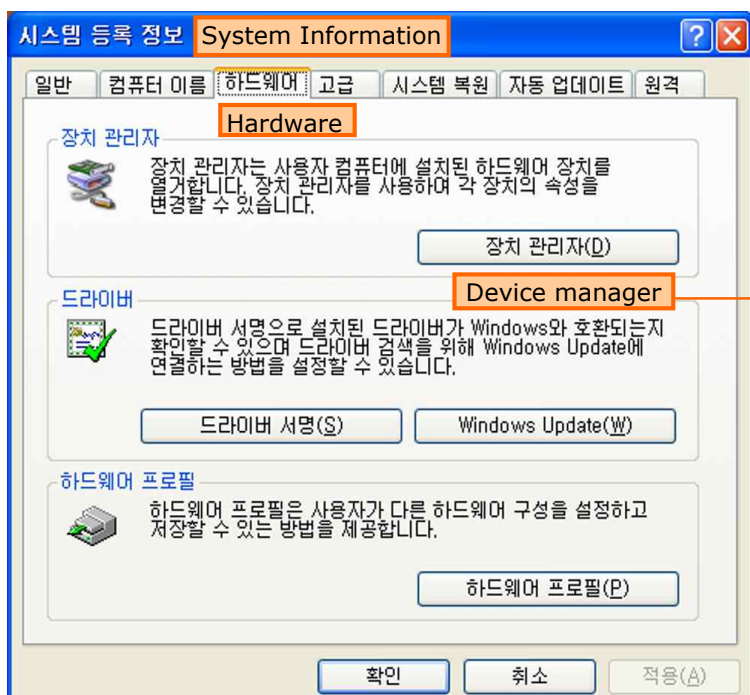 시스템 등록 정보 System Information
일반 컴퓨터 이름 하드웨어 고급 시스템 복원 자동 업데이트 원격
Hardware
장치 관리자
장치 관리자는 사용자 컴퓨터에 설치된 하드웨어 장치를
열거합니다. 장치 관리자를 사용하여 각 장치의 속성을
변경할 수 있습니다.
장치 관리자(D)
Device manager
드라이버
드라이버 서명으로 설치된 드라이버가 Windows와 호환되는지
확인할 수 있으며 드라이버 검색을 위해 Windows Update에
연결하는 방법을 설정할 수 있습니다.
드라이버 서명(S) Windows Update(W)
하드웨어 프로필
하드웨어 프로필은 사용자가 다른 하드웨어 구성을 설정하고
저장할 수 있는 방법을 제공합니다.
하드웨어 프로필(P)
확인 취소 적용(A)